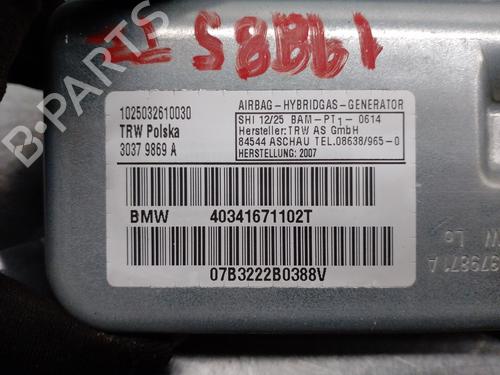 B-PARTS
1025032610030
TRW Polska
3037 9869 A
AIRBAG-HYBRIDGAS-GENERATOR
SHI 12/25 BAM-PT1-0614
Hersteller:TRW AS GmbH
84544 ASCHAU TEL.08638/965-0
HERSTELLUNG: 2007
BMW 40341671102T
07B3222B0388V